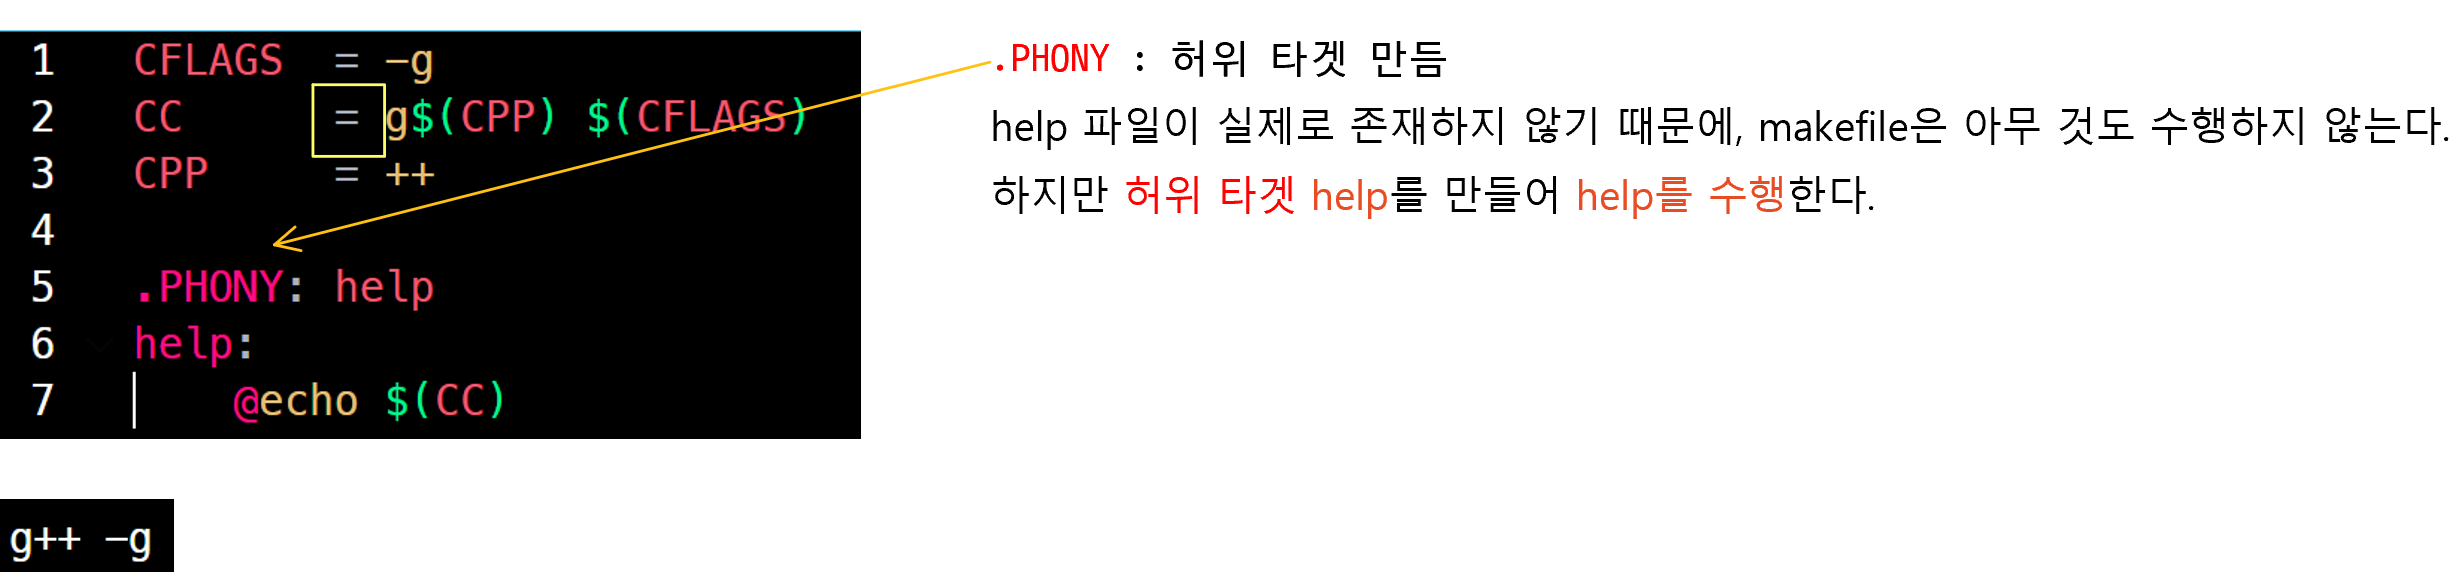 1 CFLAGS = -g
2 CC = g$(CPP) $(CFLAGS)
3 CPP = ++
4
5 .PHONY: help
6 help:
7 @echo $(CC)
.PHONY : 허위 타겟 만듬
help 파일이 실제로 존재하지 않기 때문에, makefile은 아무 것도 수행하지 않는다.
하지만 허위 타겟 help를 만들어 help를 수행한다.
g++ -g